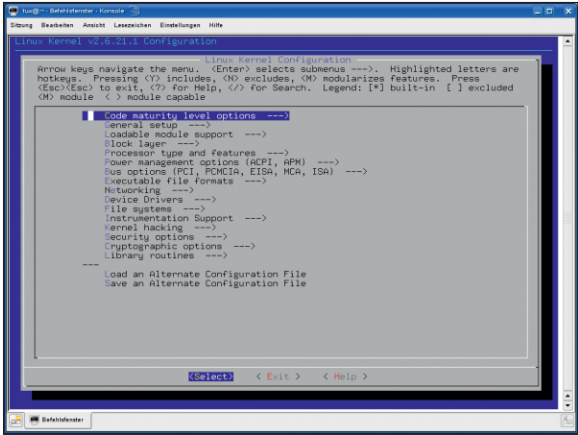 tux@:~ - Befehlsfenster - Konsole
Sitzung Bearbeiten Ansicht Lesezeichen Einstellungen Hilfe
Linux Kernel v2.6.21.1 Configuration
Linux Kernel Configuration
Arrow keys navigate the menu. <Enter> selects submenus --->. Highlighted letters are
hotkeys. Pressing <Y> includes, <N> excludes, <M> modularizes features. Press
<Esc><Esc> to exit, <?> for Help, </> for Search. Legend: [*] built-in [ ] excluded
<M> module < > module capable
Code maturity level options --->
General setup --->
Loadable module support --->
Block layer --->
Processor type and features --->
Power management options (ACPI, APM) --->
Bus options (PCI, PCMCIA, EISA, MCA, ISA) --->
Executable file formats --->
Networking --->
Device Drivers --->
File systems --->
Instrumentation Support --->
Kernel hacking --->
Security options --->
Cryptographic options --->
Library routines --->
---
Load an Alternate Configuration File
Save an Alternate Configuration File
<Select> < Exit > < Help >
Befehlsfenster